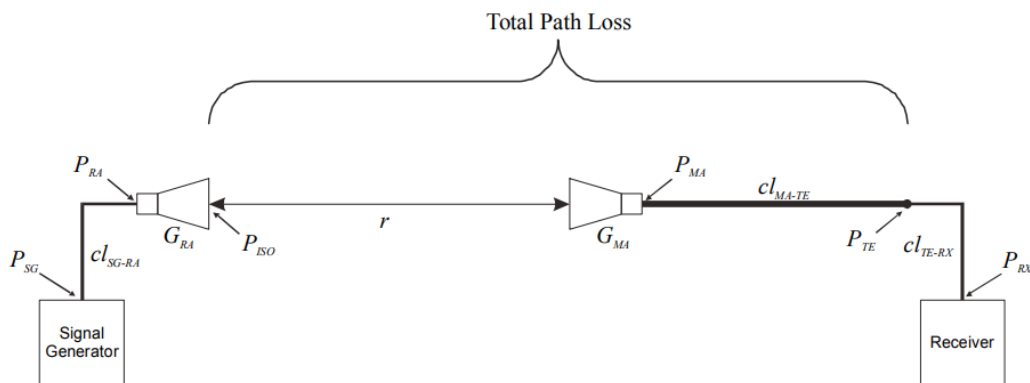 Total Path Loss
P_RA
P_MA
cl_MA-TE
G_RA
P_ISO
r
G_MA
P_TE
cl_TE-RX
P_SG
cl_SG-RA
P_RX
Signal
Generator
Receiver